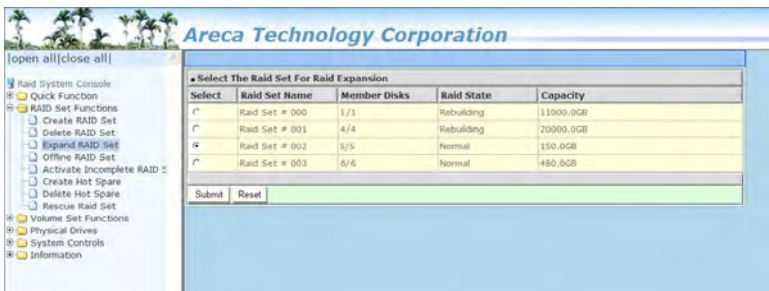 Areca Technology Corporation
|open all|close all|
Raid System Console
Quick Function
RAID Set Functions
Create RAID Set
Delete RAID Set
Expand RAID Set
Offline RAID Set
Activate Incomplete RAID S
Create Hot Spare
Delete Hot Spare
Rescue Raid Set
Volume Set Functions
Physical Drives
System Controls
Information
▪ Select The Raid Set For Raid Expansion
Select Raid Set Name Member Disks Raid State Capacity
Raid Set # 000 1/1 Rebuilding 11000.0GB
Raid Set # 001 4/4 Rebuilding 20000.0GB
Raid Set # 002 5/5 Normal 150.0GB
Raid Set # 003 6/6 Normal 480.0GB
Submit Reset